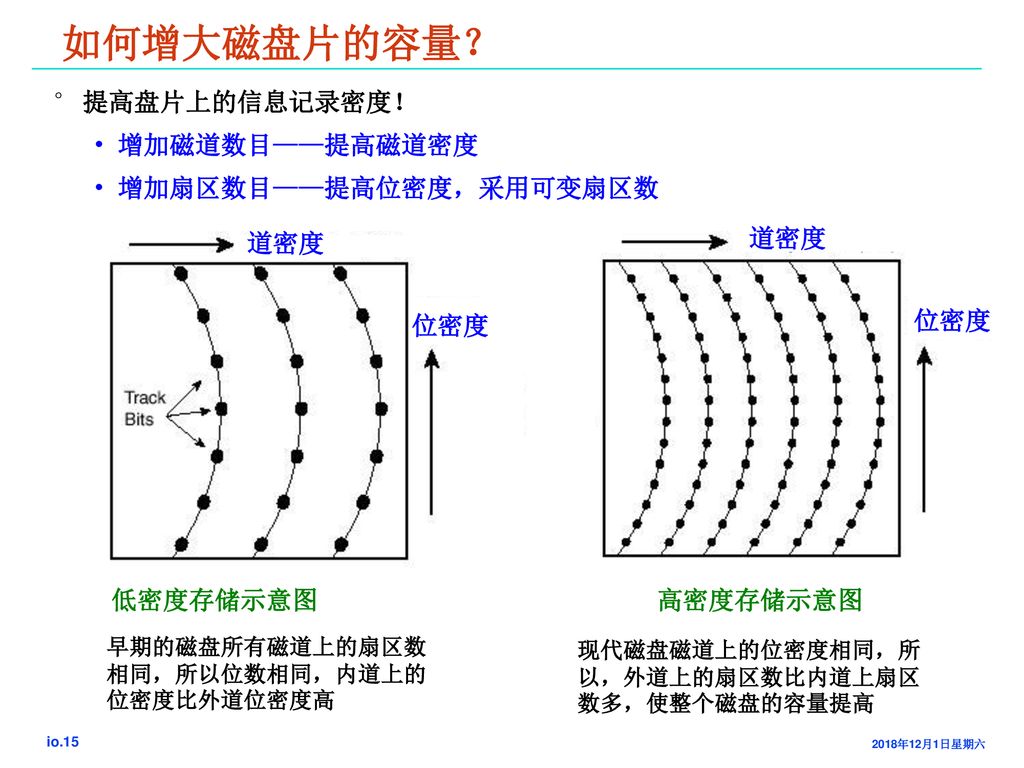 如何增大磁盘片的容量？
° 提高盘片上的信息记录密度！
• 增加磁道数目——提高磁道密度
• 增加扇区数目——提高位密度，采用可变扇区数
道密度
位密度
Track
Bits
道密度
位密度
低密度存储示意图
早期的磁盘所有磁道上的扇区数
相同，所以位数相同，内道上的
位密度比外道位密度高
高密度存储示意图
现代磁盘磁道上的位密度相同，所
以，外道上的扇区数比内道上扇区
数多，使整个磁盘的容量提高
io.15
2018年12月1日星期六